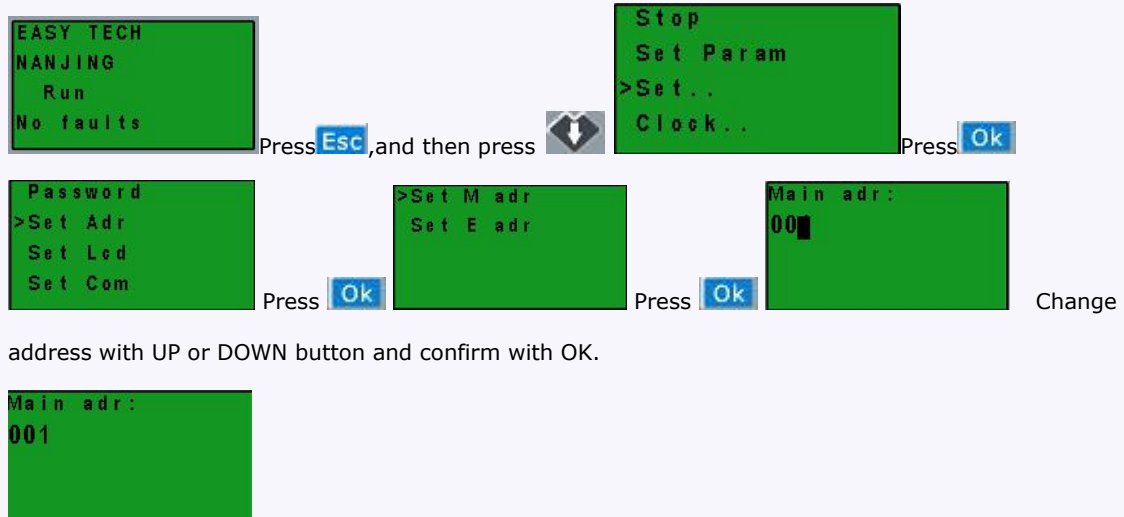 EASY TECH
NANJING
Run
No faults
Press Esc ,and then press
Stop
Set Param
>Set..
Clock..
Press Ok
Password
>Set Adr
Set Lcd
Set Com
Press Ok
>Set M adr
Set E adr
Press Ok
Main adr:
00
Change
address with UP or DOWN button and confirm with OK.
Main adr:
001